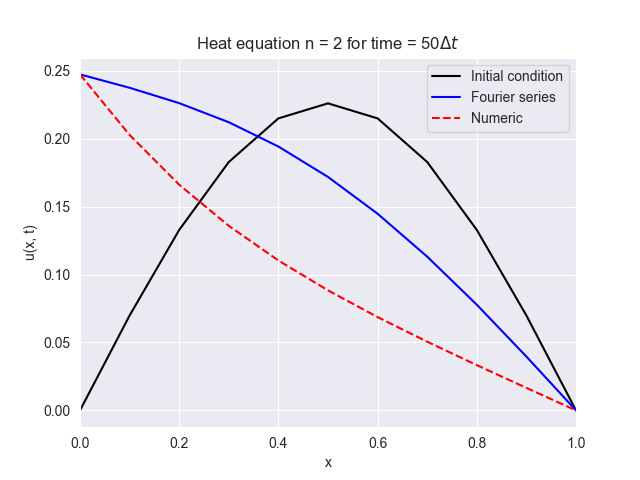 Heat equation n = 2 for time = 50Δt
Initial condition
Fourier series
Numeric
u(x, t)
0.25
0.20
0.15
0.10
0.05
0.00
0.0 0.2 0.4 0.6 0.8 1.0
x